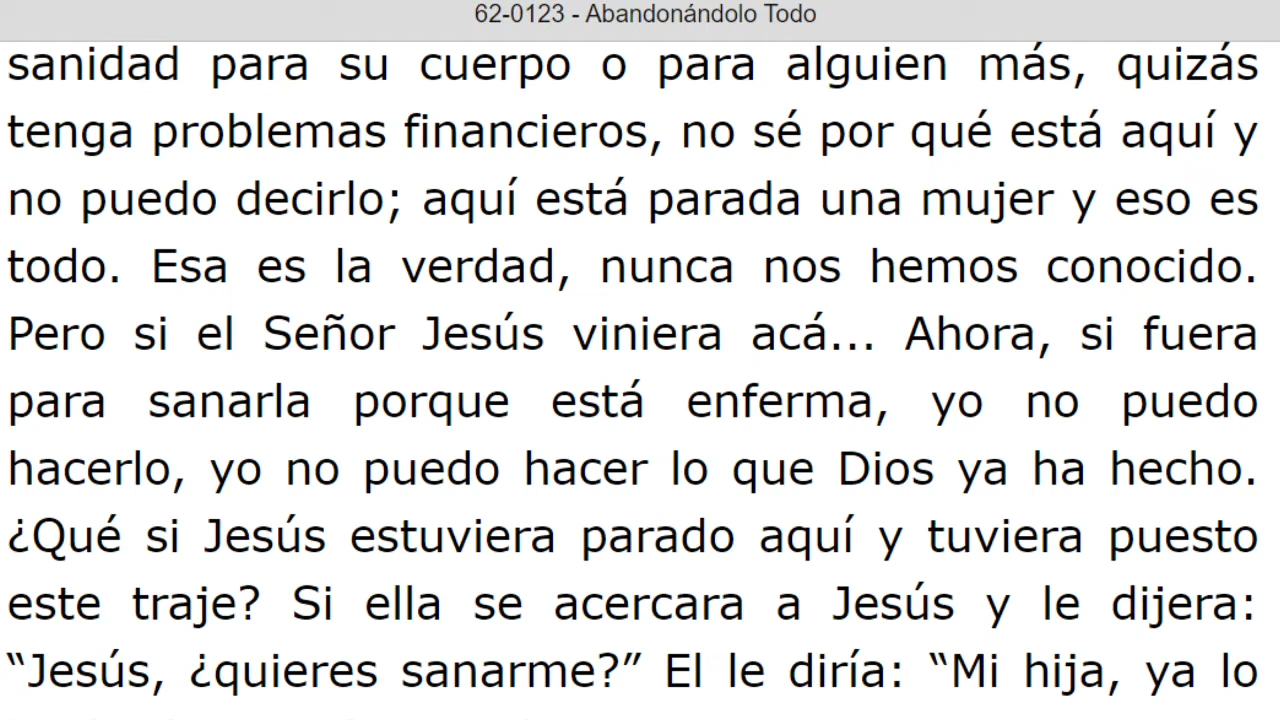 62-0123 - Abandonándolo Todo
sanidad para su cuerpo o para alguien más, quizás
tenga problemas financieros, no sé por qué está aquí y
no puedo decirlo; aquí está parada una mujer y eso es
todo. Esa es la verdad, nunca nos hemos conocido.
Pero si el Señor Jesús viniera acá... Ahora, si fuera
para sanarla porque está enferma, yo no puedo
hacerlo, yo no puedo hacer lo que Dios ya ha hecho.
¿Qué si Jesús estuviera parado aquí y tuviera puesto
este traje? Si ella se acercara a Jesús y le dijera:
“Jesús, ¿quieres sanarme?” El le diría: “Mi hija, ya lo